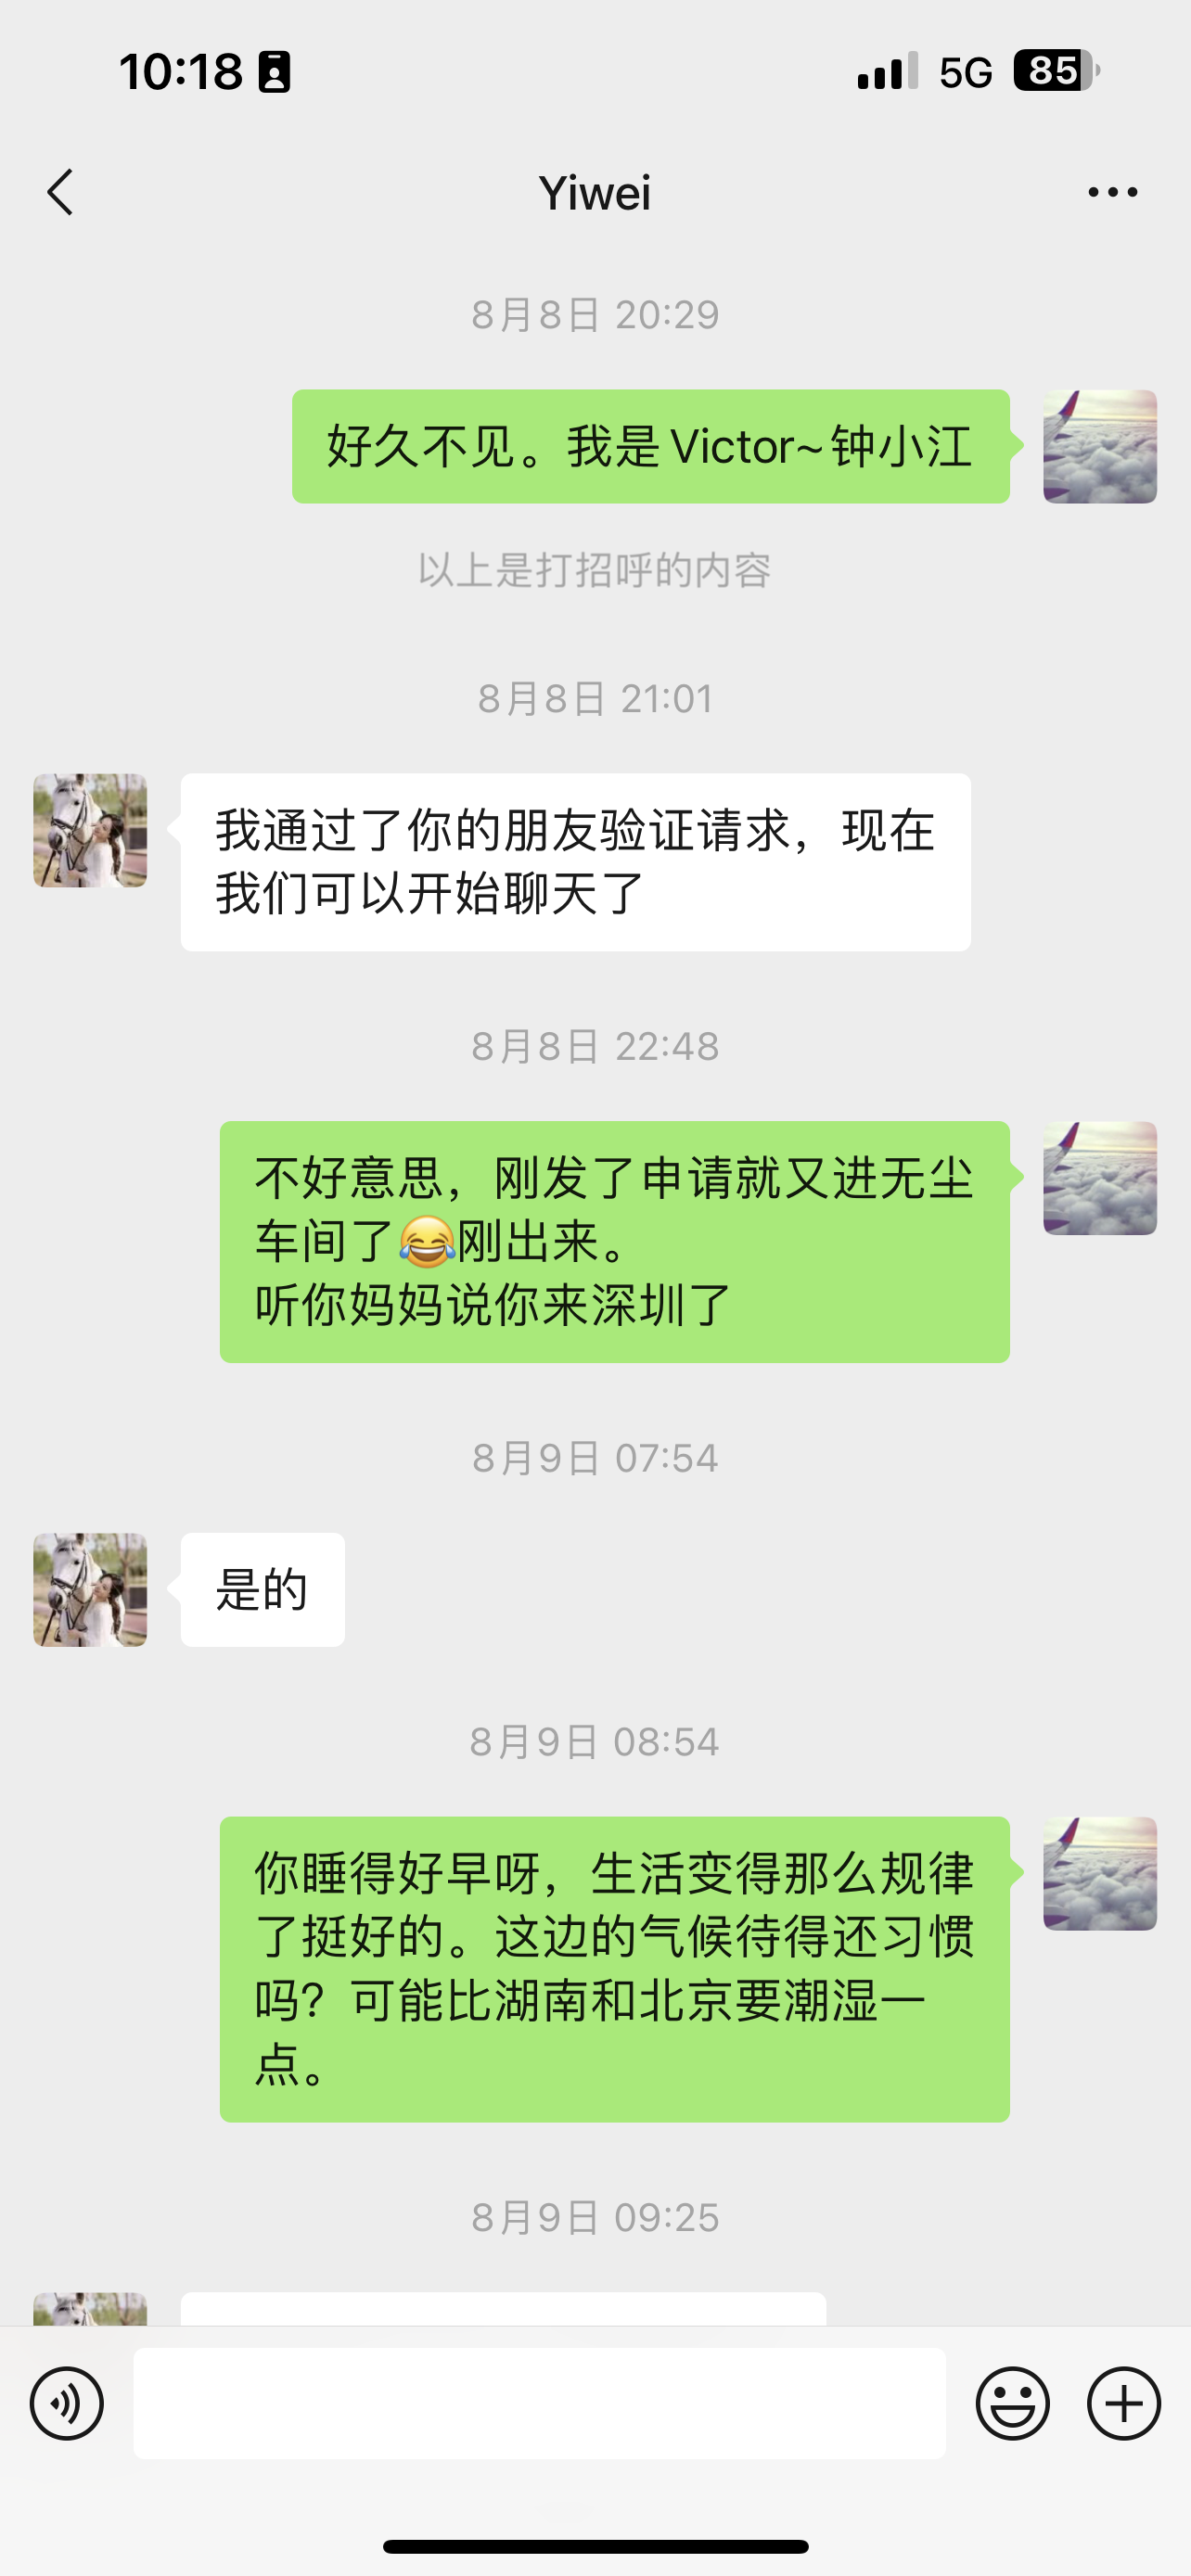 10:18
5G 85
Yiwei
8月8日 20:29
好久不见。我是Victor~钟小江
以上是打招呼的内容
8月8日 21:01
我通过了你的朋友验证请求，现在
我们可以开始聊天了
8月8日 22:48
不好意思，刚发了申请就又进无尘
车间了😂刚出来。
听你妈妈说你来深圳了
8月9日 07:54
是的
8月9日 08:54
你睡得好早呀，生活变得那么规律
了挺好的。这边的气候待得还习惯
吗？可能比湖南和北京要潮湿一
点。
8月9日 09:25